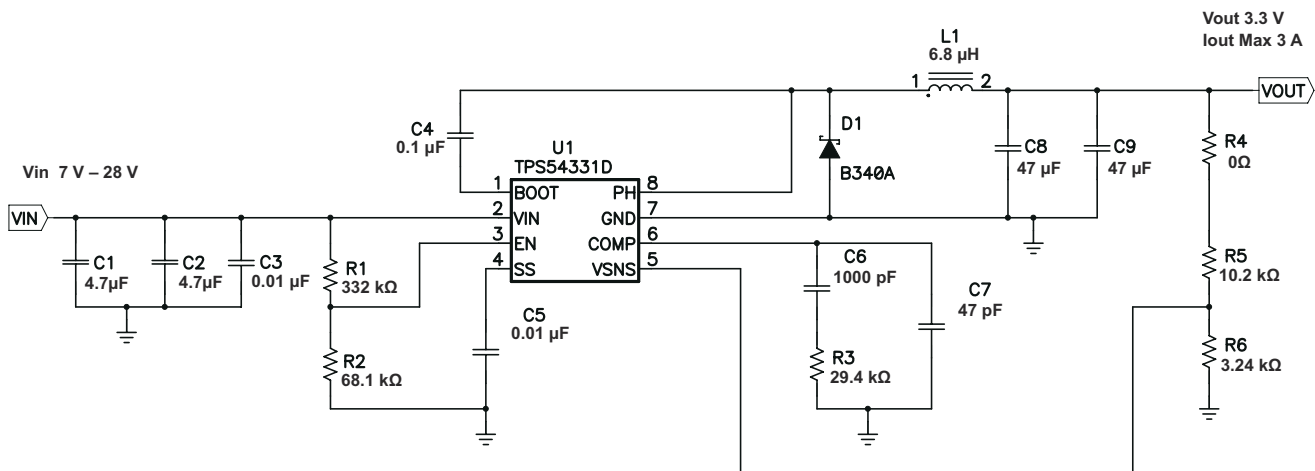 Vout 3.3 V
Iout Max 3 A
L1
6.8 µH
1
2
VOUT
C4
0.1 µF
D1
B340A
C8
47 µF
C9
47 µF
R4
0Ω
U1
TPS54331D
Vin 7 V – 28 V
VIN
1 BOOT PH 8
2 VIN GND 7
3 EN COMP 6
4 SS VSNS 5
C1
4.7µF
C2
4.7µF
C3
0.01 µF
R1
332 kΩ
C5
0.01 µF
R2
68.1 kΩ
C6
1000 pF
C7
47 pF
R3
29.4 kΩ
R5
10.2 kΩ
R6
3.24 kΩ